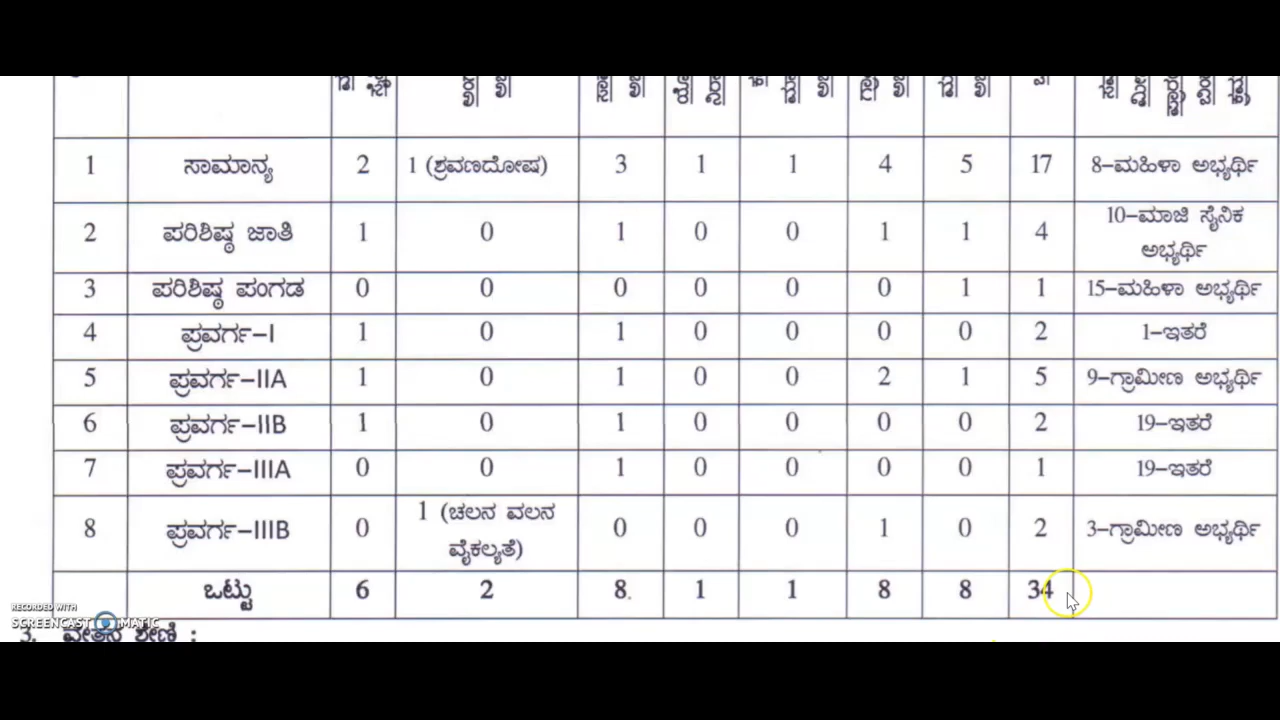 1 ಸಾಮಾನ್ಯ 2 1 (ಶ್ರವಣದೋಷ) 3 1 1 4 5 17 8–ಮಹಿಳಾ ಅಭ್ಯರ್ಥಿ
2 ಪರಿಶಿಷ್ಠ ಜಾತಿ 1 0 1 0 0 1 1 4 10–ಮಾಜಿ ಸೈನಿಕ
ಅಭ್ಯರ್ಥಿ
3 ಪರಿಶಿಷ್ಠ ಪಂಗಡ 0 0 0 0 0 0 1 1 15–ಮಹಿಳಾ ಅಭ್ಯರ್ಥಿ
4 ಪ್ರವರ್ಗ–I 1 0 1 0 0 0 0 2 1–ಇತರೆ
5 ಪ್ರವರ್ಗ–IIA 1 0 1 0 0 2 1 5 9–ಗ್ರಾಮೀಣ ಅಭ್ಯರ್ಥಿ
6 ಪ್ರವರ್ಗ–IIB 1 0 1 0 0 0 0 2 19–ಇತರೆ
7 ಪ್ರವರ್ಗ–IIIA 0 0 1 0 0 0 0 1 19–ಇತರೆ
8 ಪ್ರವರ್ಗ–IIIB 0 1 (ಚಲನ ವಲನ
ವೈಕಲ್ಯತೆ) 0 0 0 1 0 2 3–ಗ್ರಾಮೀಣ ಅಭ್ಯರ್ಥಿ
ಒಟ್ಟು 6 2 8 1 1 8 8 34
RECORDED WITH
SCREENCAST MATIC
3. ವೇತನ ಶ್ರೇಣಿ :